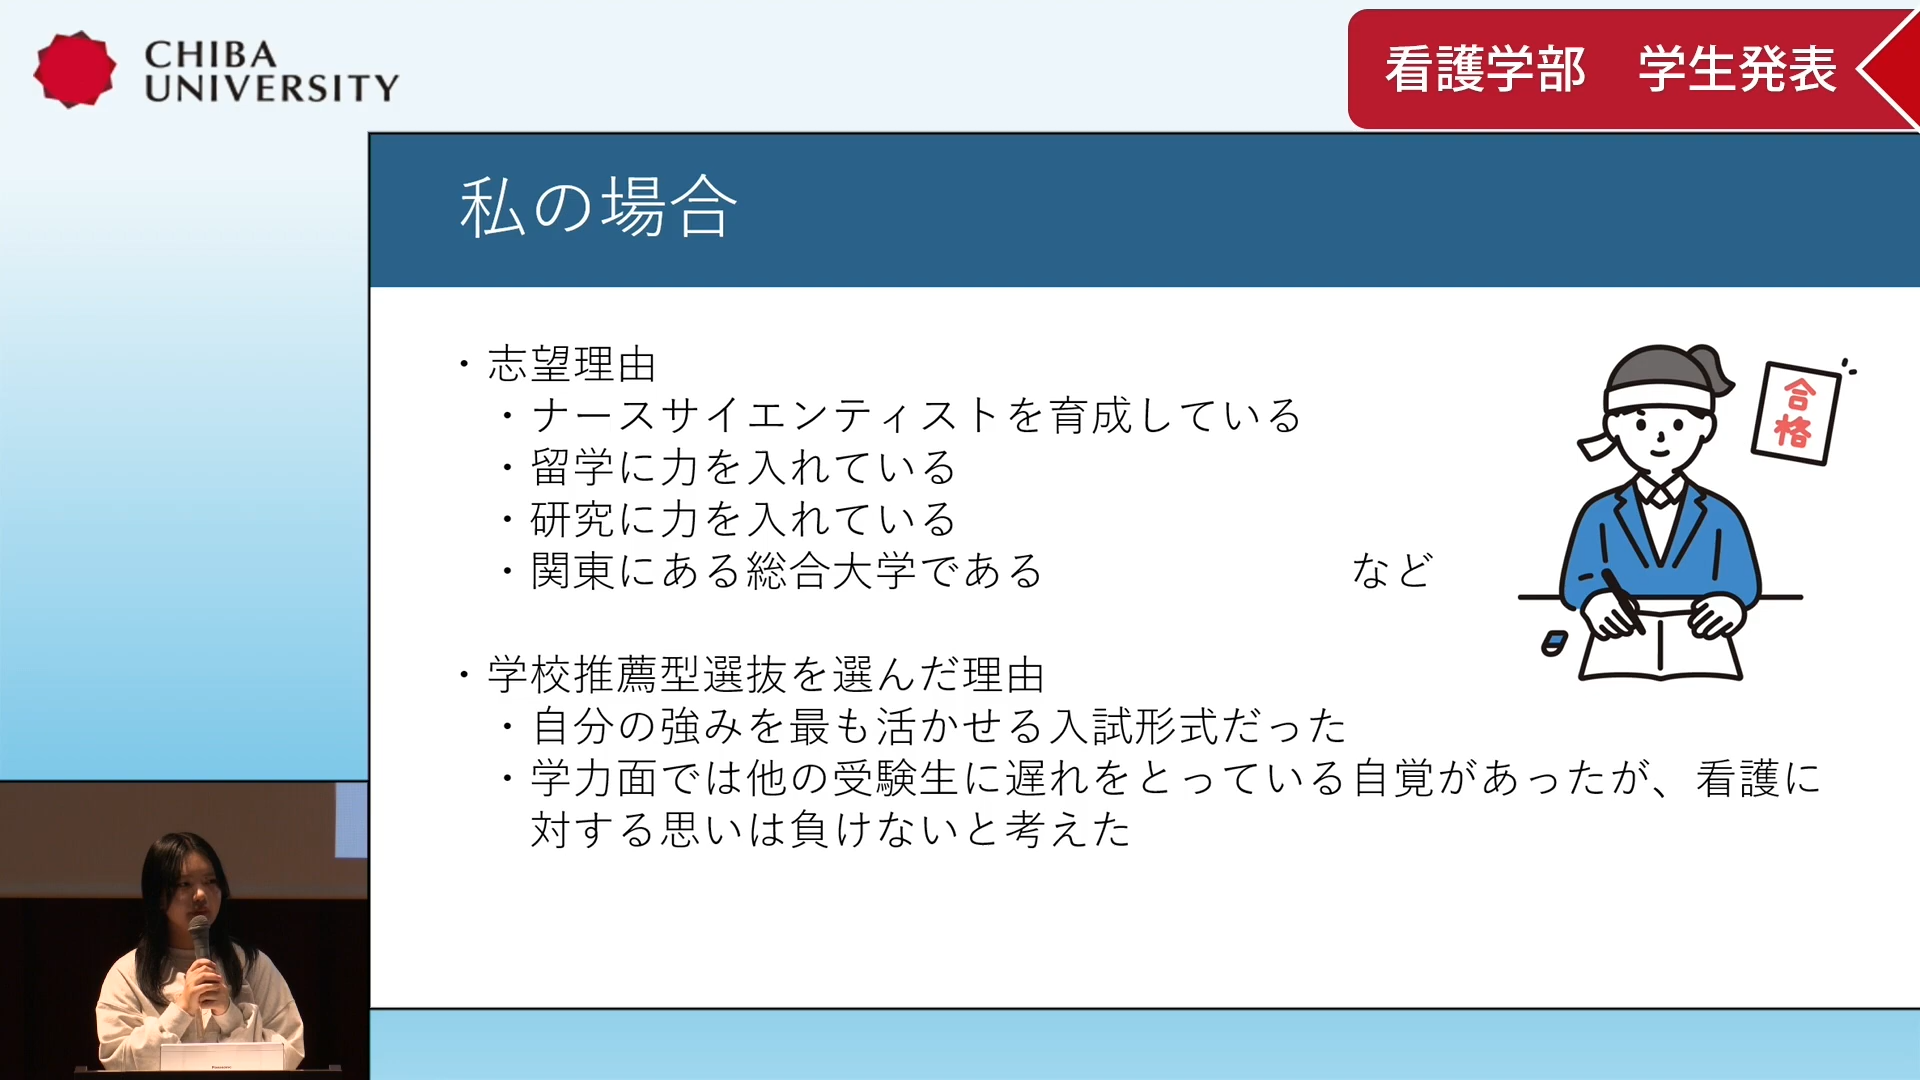 CHIBA
UNIVERSITY
看護学部　学生発表
私の場合
・志望理由
・ナースサイエンティストを育成している
・留学に力を入れている
・研究に力を入れている
・関東にある総合大学である　など
合格
・学校推薦型選抜を選んだ理由
・自分の強みを最も活かせる入試形式だった
・学力面では他の受験生に遅れをとっている自覚があったが、看護に
対する思いは負けないと考えた
Panasonic